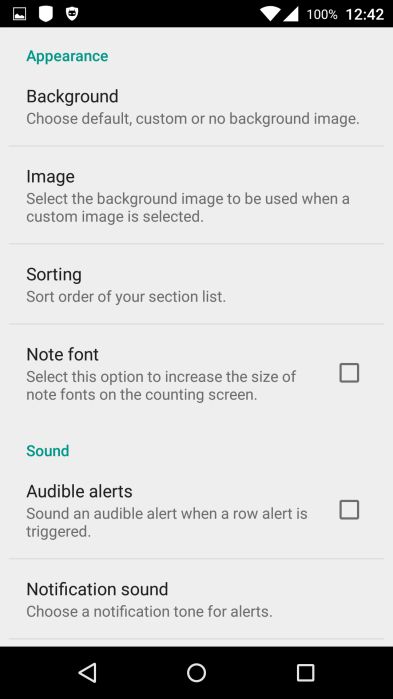 100% 12:42
Appearance
Background
Choose default, custom or no background image.
Image
Select the background image to be used when a
custom image is selected.
Sorting
Sort order of your section list.
Note font
Select this option to increase the size of
note fonts on the counting screen.
Sound
Audible alerts
Sound an audible alert when a row alert is
triggered.
Notification sound
Choose a notification tone for alerts.